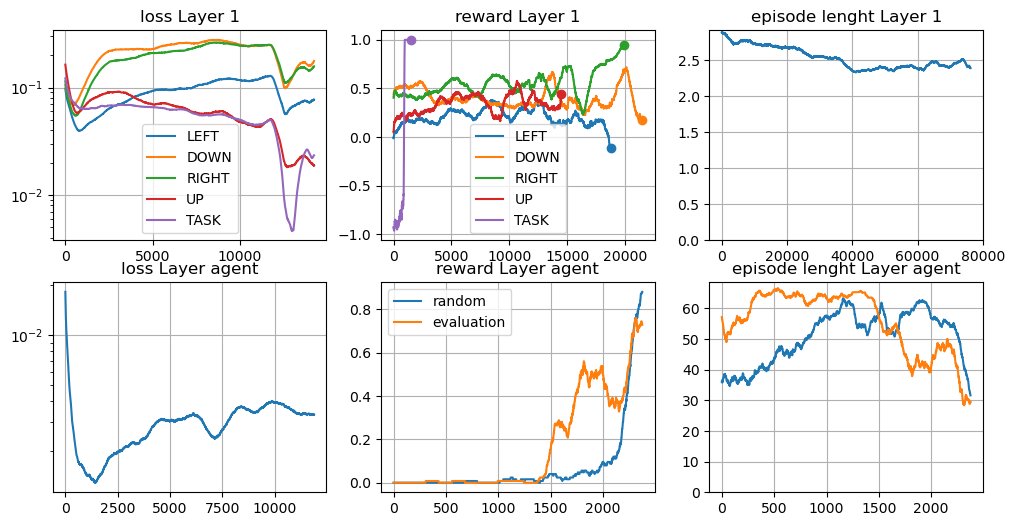 loss Layer 1
10⁻¹
10⁻²
0 5000 10000
LEFT
DOWN
RIGHT
UP
TASK
reward Layer 1
1.0
0.5
0.0
−0.5
−1.0
0 5000 10000 15000 20000
LEFT
DOWN
RIGHT
UP
TASK
episode lenght Layer 1
2.5
2.0
1.5
1.0
0.5
0.0
0 20000 40000 60000 80000
loss Layer agent
10⁻²
0 2500 5000 7500 10000
reward Layer agent
0.8
0.6
0.4
0.2
0.0
0 500 1000 1500 2000
random
evaluation
episode lenght Layer agent
60
50
40
30
20
10
0
0 500 1000 1500 2000